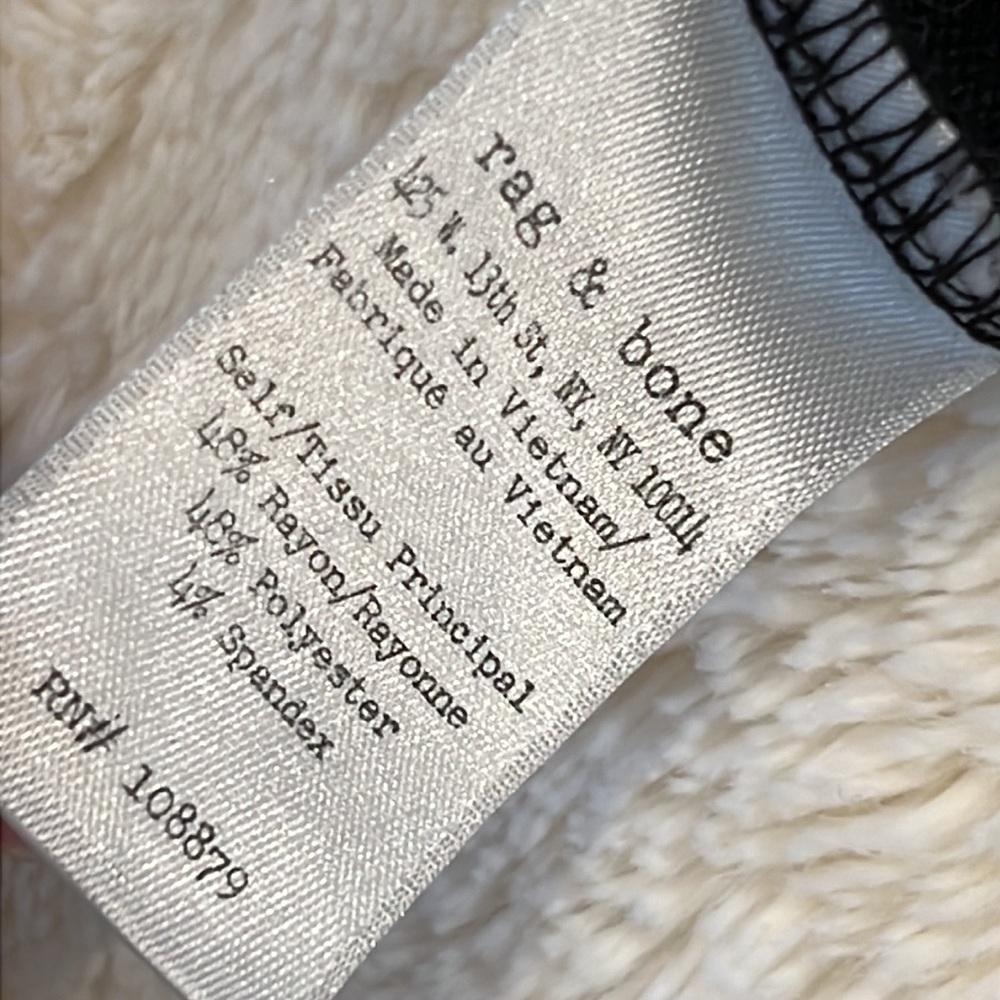 rag & bone
425 W. 13th St, NY, NY 10014
Made in Vietnam/
Fabriqué au Vietnam
Self/Tissu Principal
48% Rayon/Rayonne
48% Polyester
4% Spandex
RN# 108879